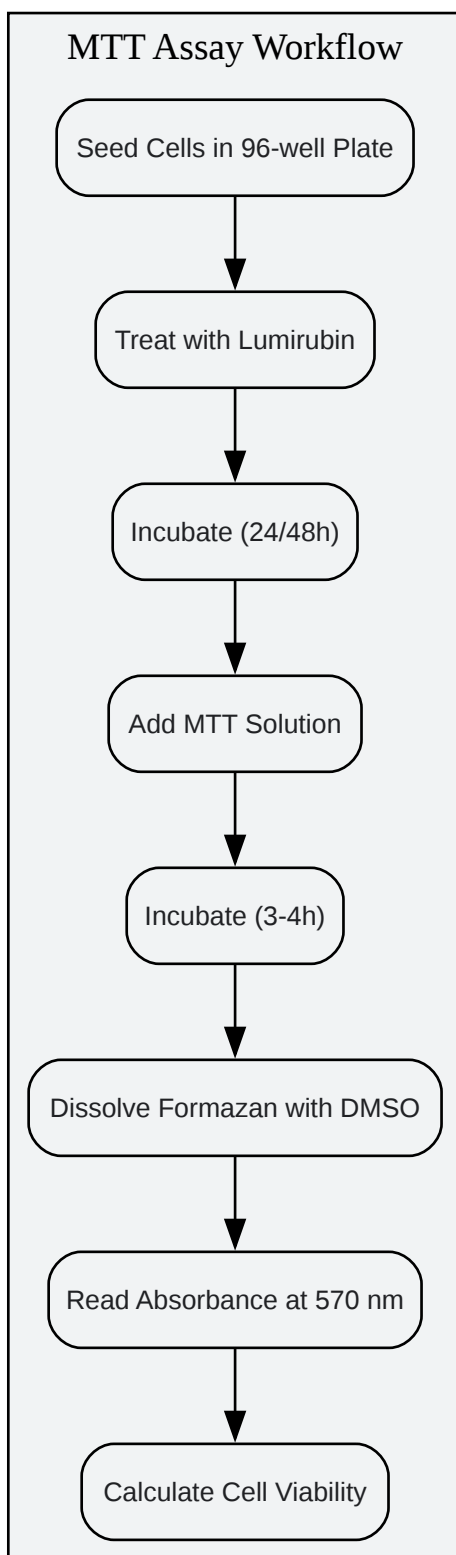 MTT Assay Workflow
Seed Cells in 96-well Plate
Treat with Lumirubin
Incubate (24/48h)
Add MTT Solution
Incubate (3-4h)
Dissolve Formazan with DMSO
Read Absorbance at 570 nm
Calculate Cell Viability